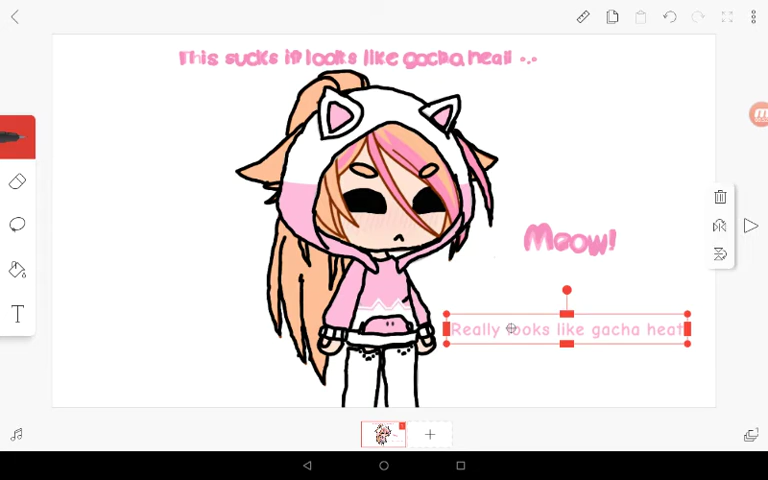 This sucks it looks like gacha heat •-•
Meow!
Really looks like gacha heat
T